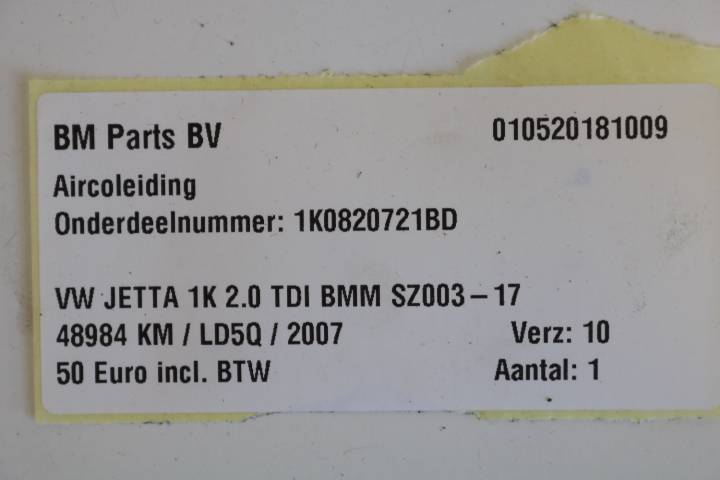 BM Parts BV 010520181009
Aircoleiding
Onderdeelnummer: 1K0820721BD
VW JETTA 1K 2.0 TDI BMM SZ003-17
48984 KM / LD5Q / 2007 Verz: 10
50 Euro incl. BTW Aantal: 1